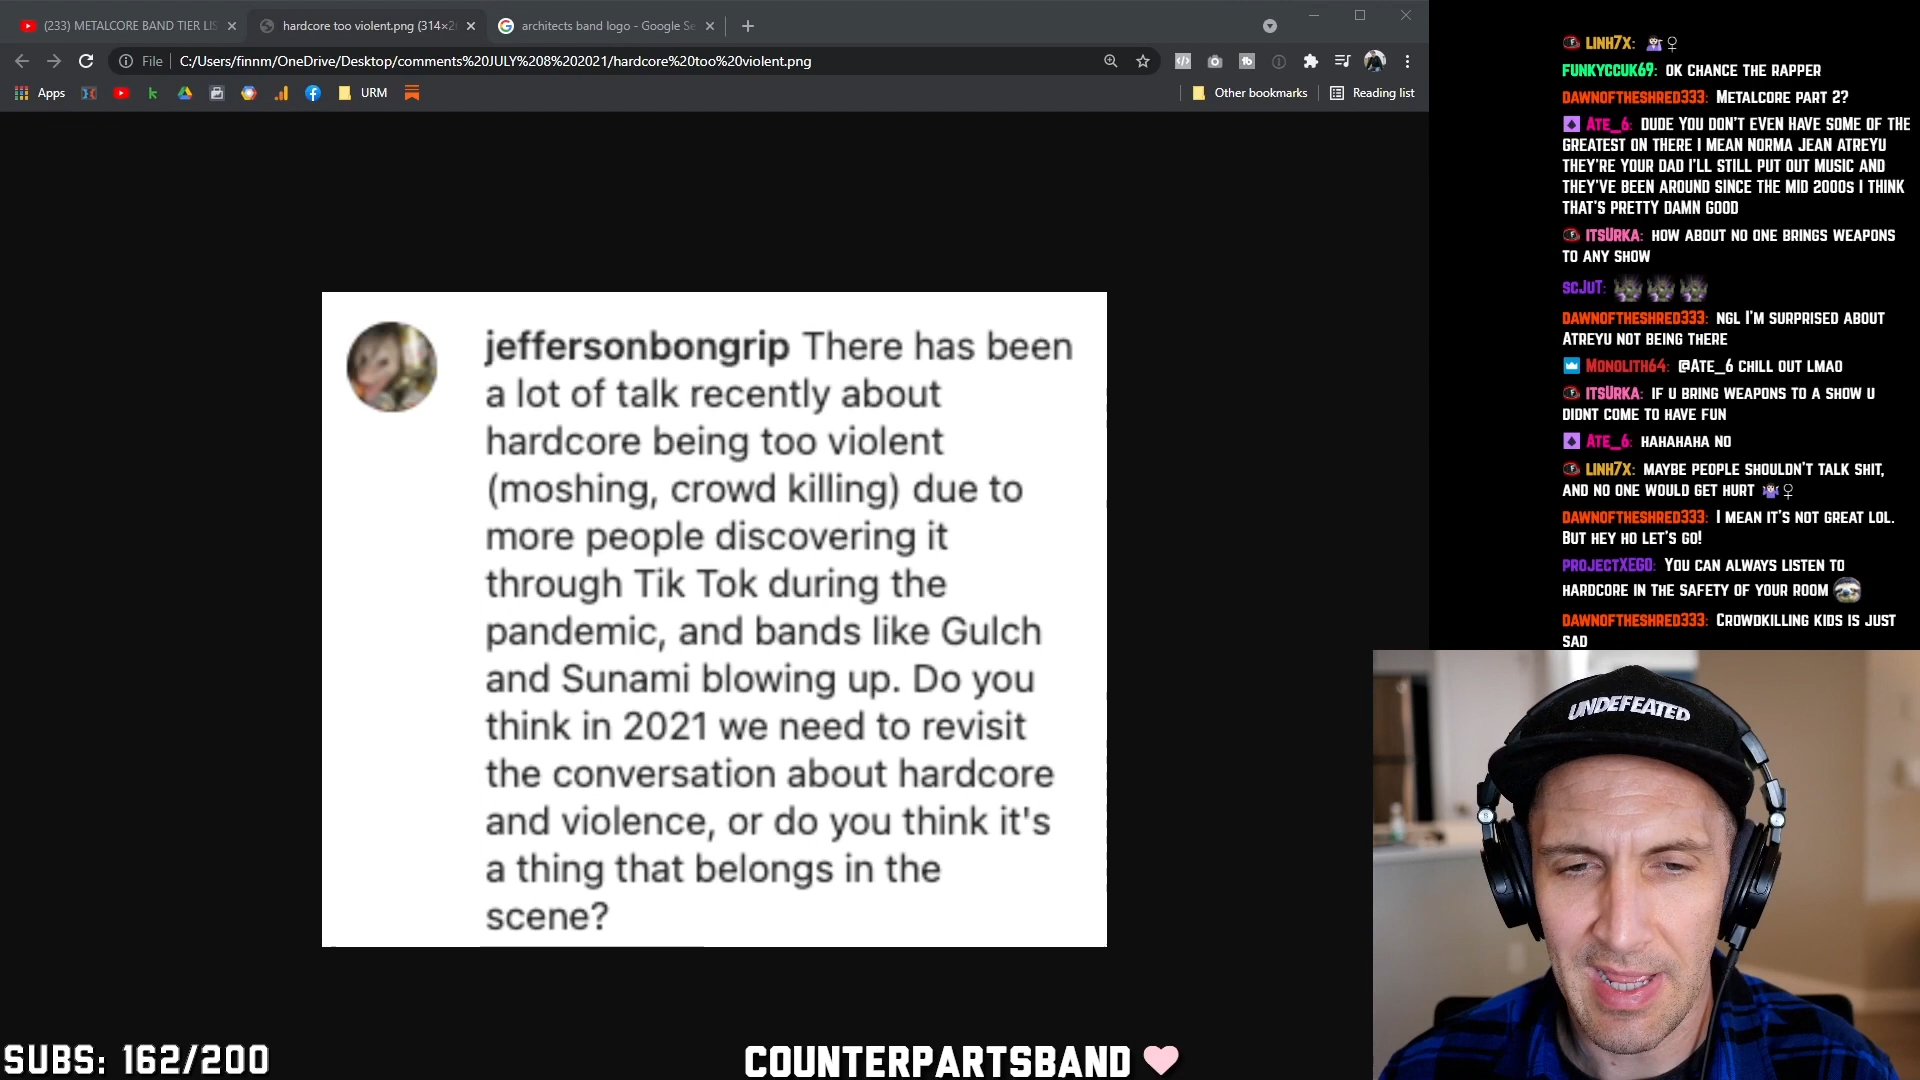 (233) METALCORE BAND TIER LIS
hardcore too violent.png (314×2
architects band logo - Google Se
File
C:/Users/finnm/OneDrive/Desktop/comments%20JULY%208%202021/hardcore%20too%20violent.png
Apps
URM
Other bookmarks
Reading list
jeffersonbongrip There has been
a lot of talk recently about
hardcore being too violent
(moshing, crowd killing) due to
more people discovering it
through Tik Tok during the
pandemic, and bands like Gulch
and Sunami blowing up. Do you
think in 2021 we need to revisit
the conversation about hardcore
and violence, or do you think it's
a thing that belongs in the
scene?
LINH7X:
FUNKYCCUK69: OK CHANCE THE RAPPER
DAWNOFTHESHRED333: METALCORE PART 2?
ATE_6: DUDE YOU DON'T EVEN HAVE SOME OF THE
GREATEST ON THERE I MEAN NORMA JEAN ATREYU
THEY'RE YOUR DAD I'LL STILL PUT OUT MUSIC AND
THEY'VE BEEN AROUND SINCE THE MID 2000S I THINK
THAT'S PRETTY DAMN GOOD
ITSÜRKA: HOW ABOUT NO ONE BRINGS WEAPONS
TO ANY SHOW
SCJUT:
DAWNOFTHESHRED333: NGL I'M SURPRISED ABOUT
ATREYU NOT BEING THERE
MONOLITH64: @ATE_6 CHILL OUT LMAO
ITSÜRKA: IF U BRING WEAPONS TO A SHOW U
DIDNT COME TO HAVE FUN
ATE_6: HAHAHAHA NO
LINH7X: MAYBE PEOPLE SHOULDN'T TALK SHIT,
AND NO ONE WOULD GET HURT
DAWNOFTHESHRED333: I MEAN IT'S NOT GREAT LOL.
BUT HEY HO LET'S GO!
PROJECTXEGO: YOU CAN ALWAYS LISTEN TO
HARDCORE IN THE SAFETY OF YOUR ROOM
DAWNOFTHESHRED333: CROWDKILLING KIDS IS JUST
SAD
UNDEFEATED
SUBS: 162/200
COUNTERPARTSBAND